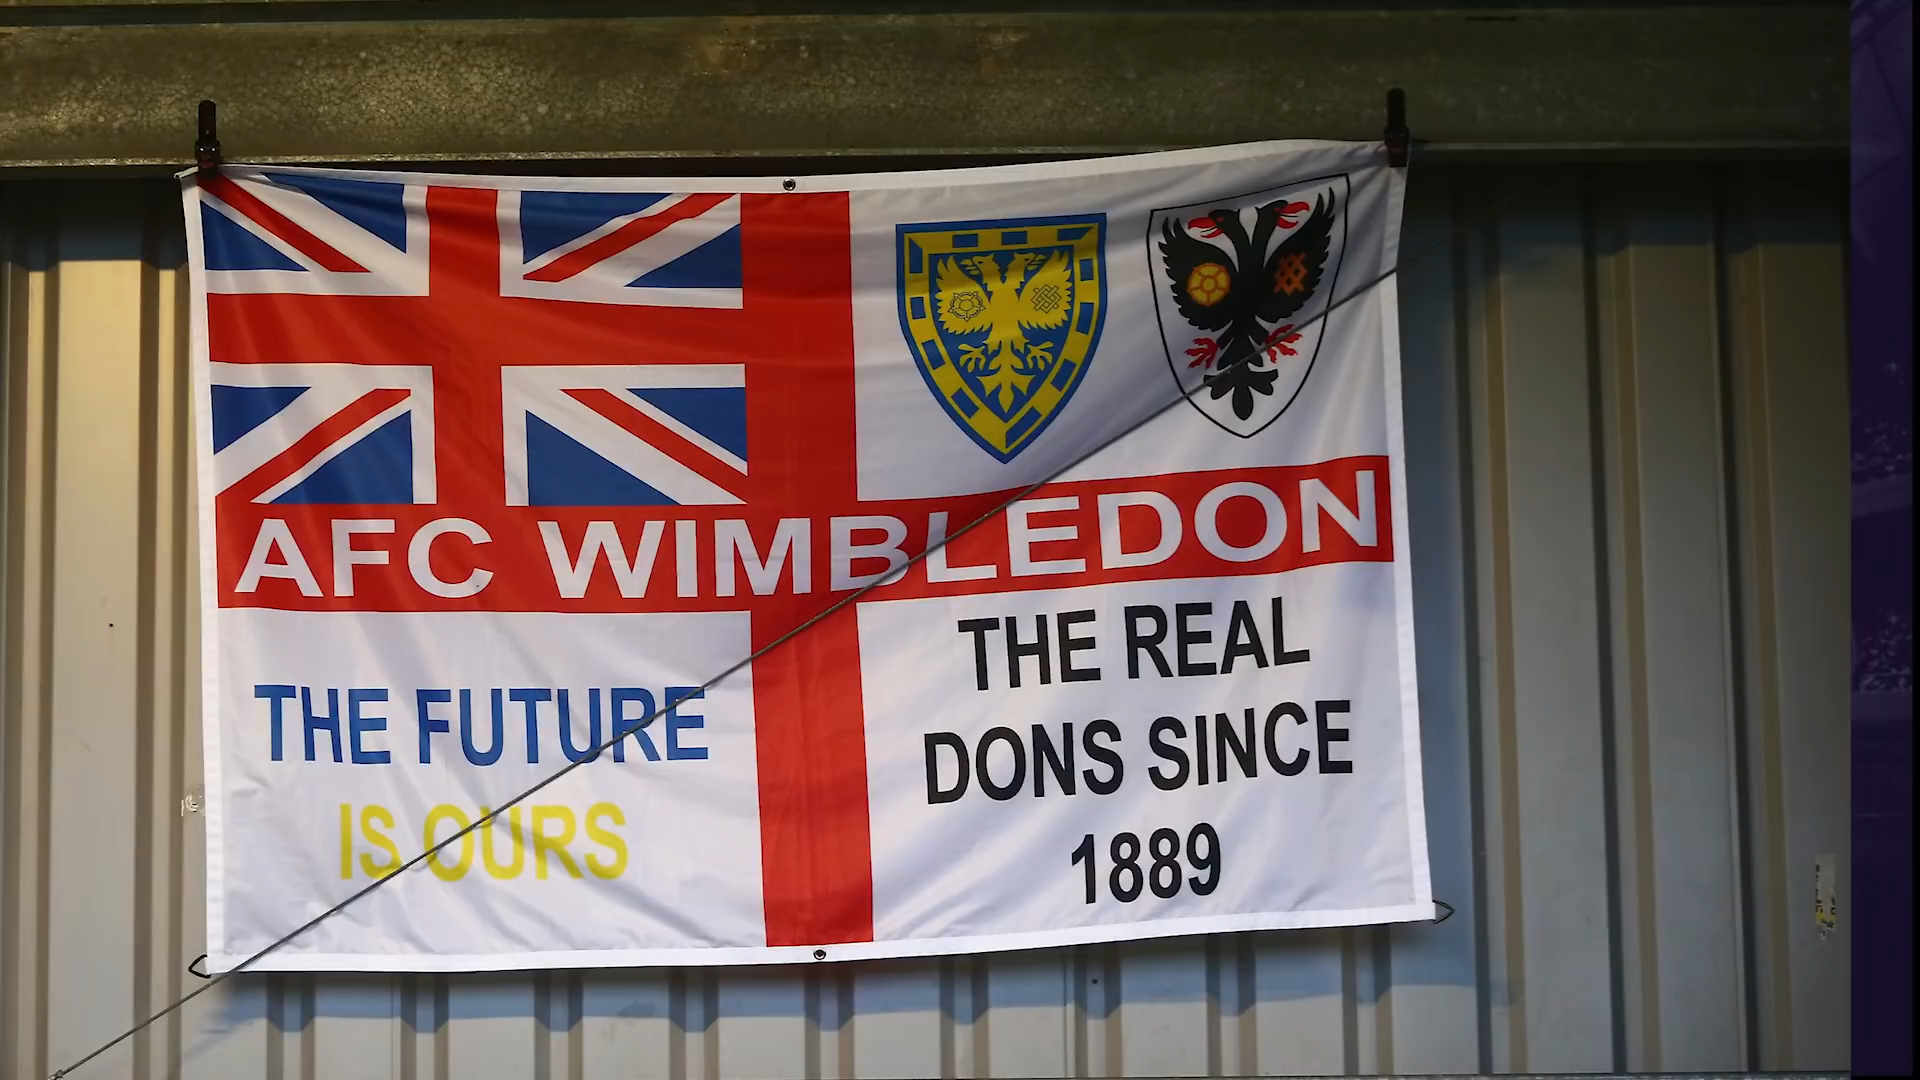 AFC WIMBLEDON
THE FUTURE
IS OURS
THE REAL
DONS SINCE
1889